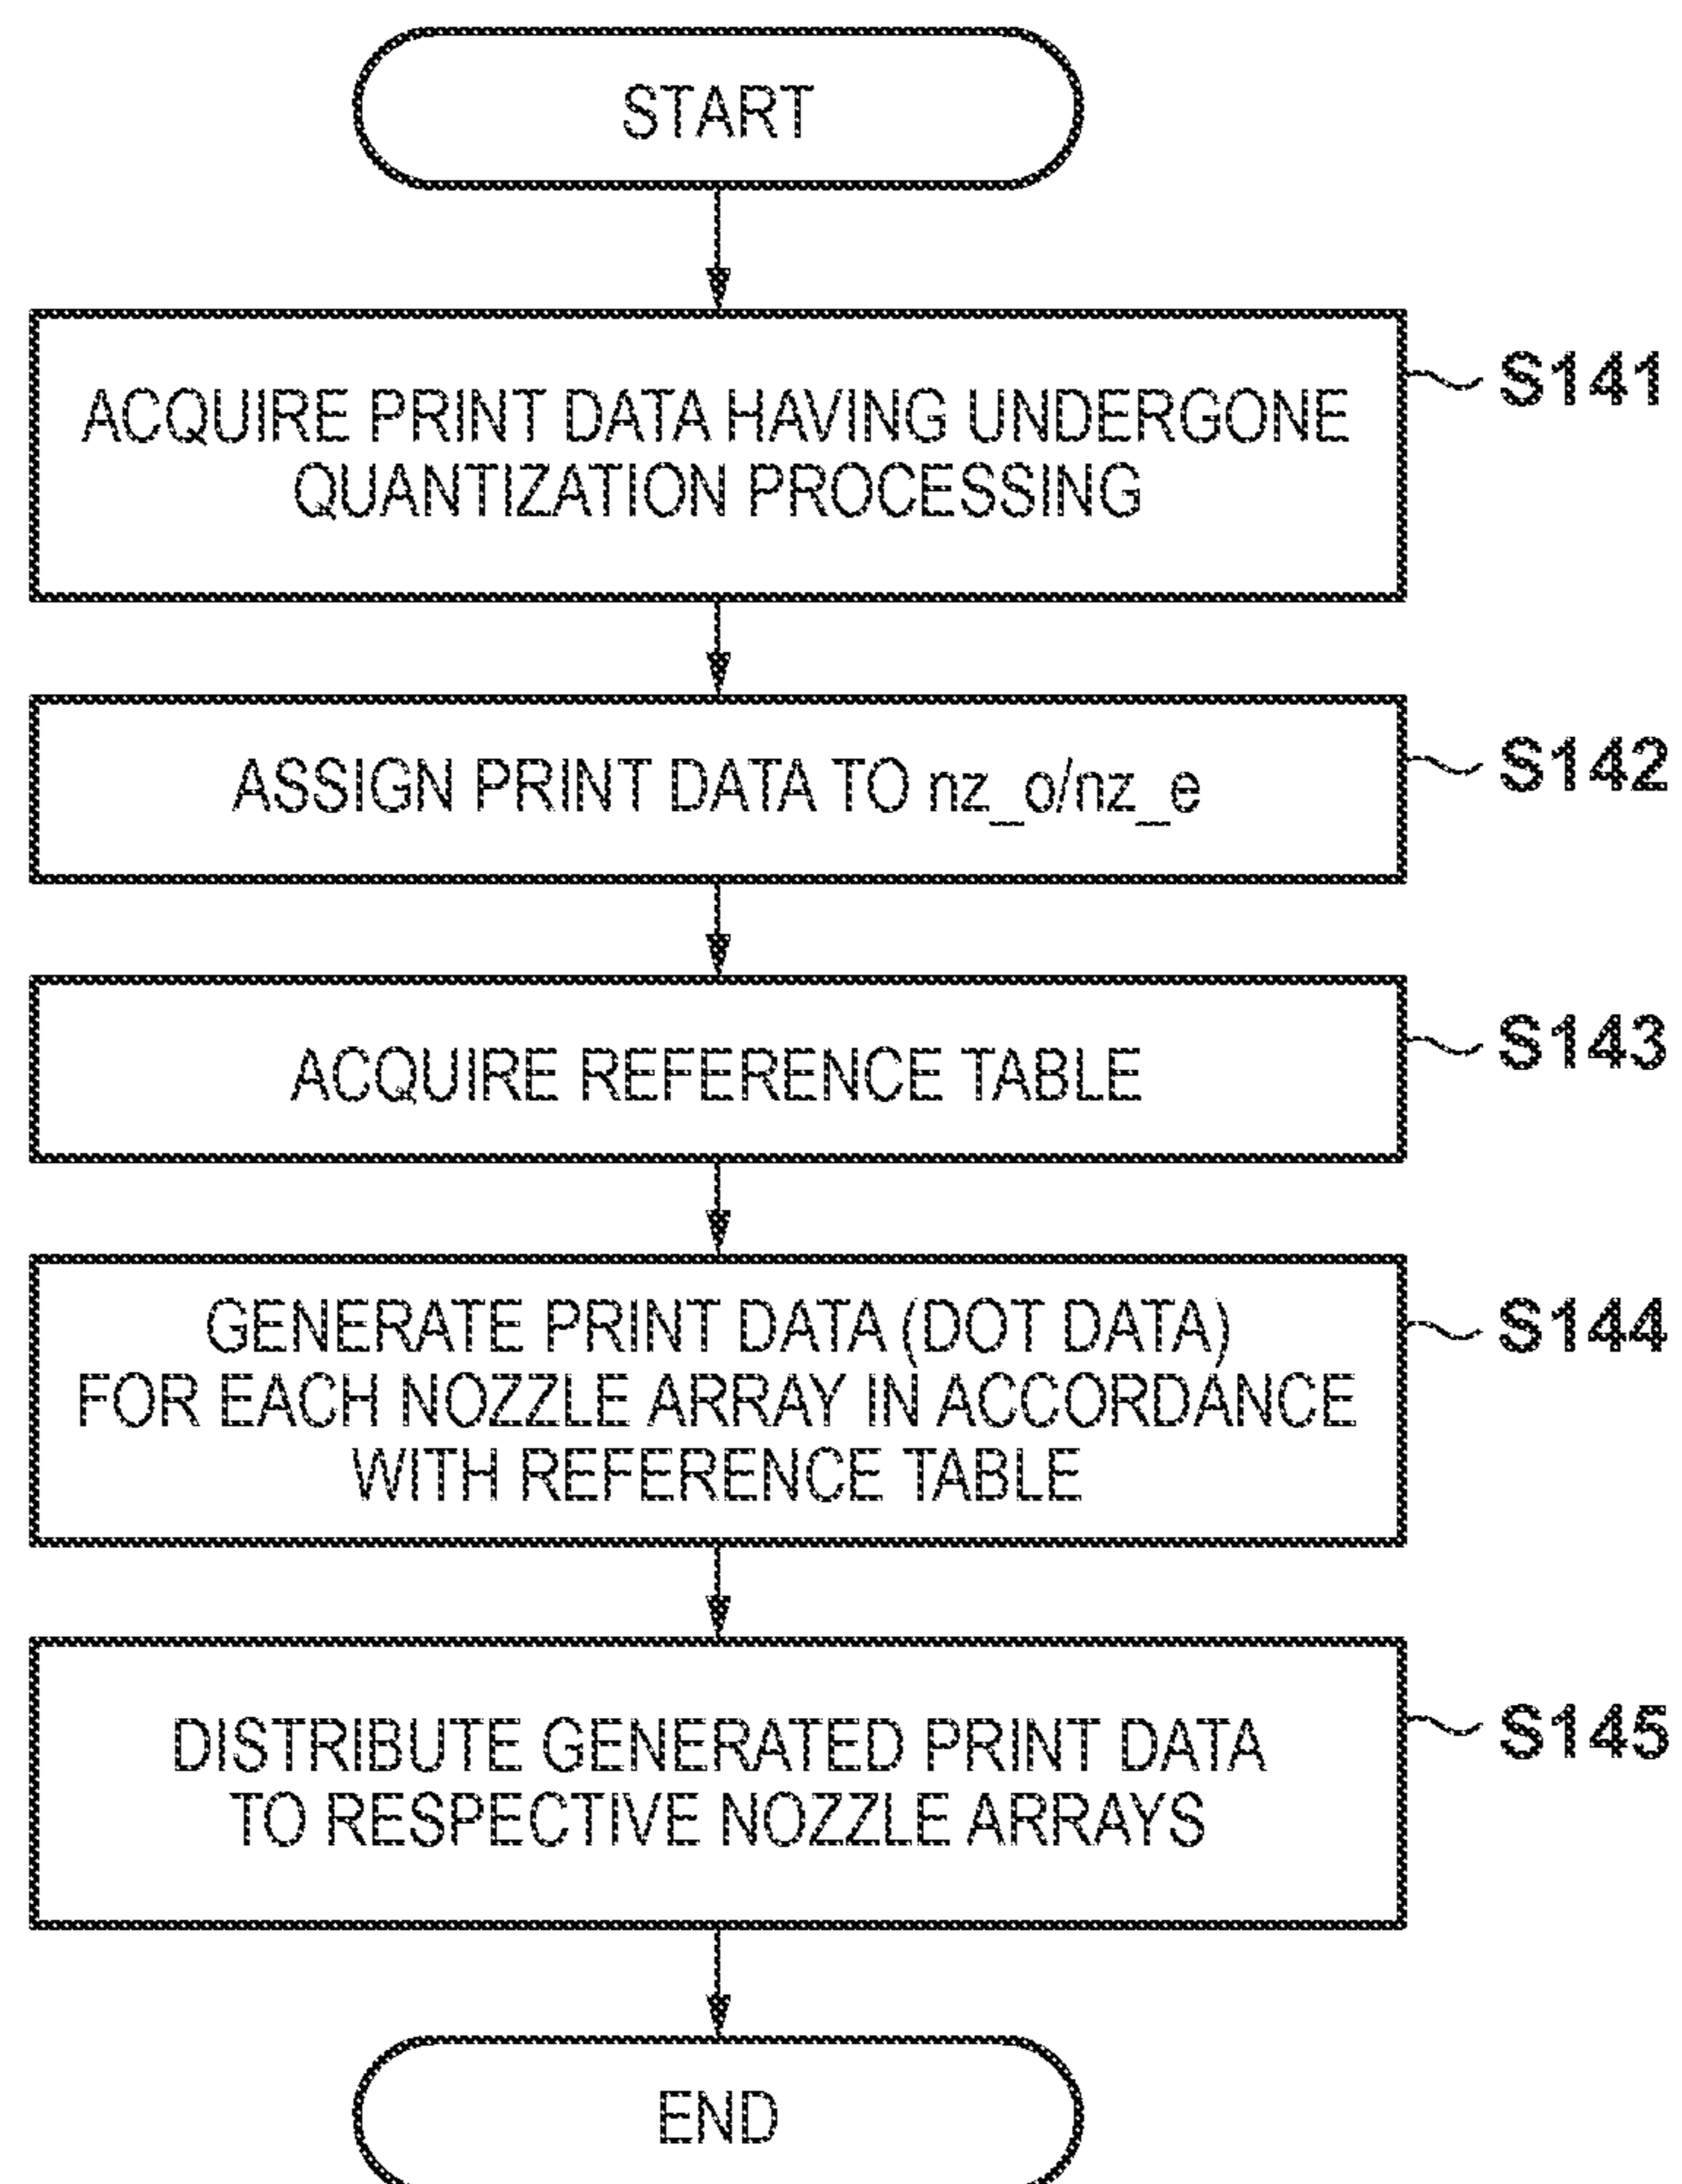 START
ACQUIRE PRINT DATA HAVING UNDERGONE
QUANTIZATION PROCESSING
S141
ASSIGN PRINT DATA TO nz_o/nz_e
S142
ACQUIRE REFERENCE TABLE
S143
GENERATE PRINT DATA (DOT DATA)
FOR EACH NOZZLE ARRAY IN ACCORDANCE
WITH REFERENCE TABLE
S144
DISTRIBUTE GENERATED PRINT DATA
TO RESPECTIVE NOZZLE ARRAYS
S145
END